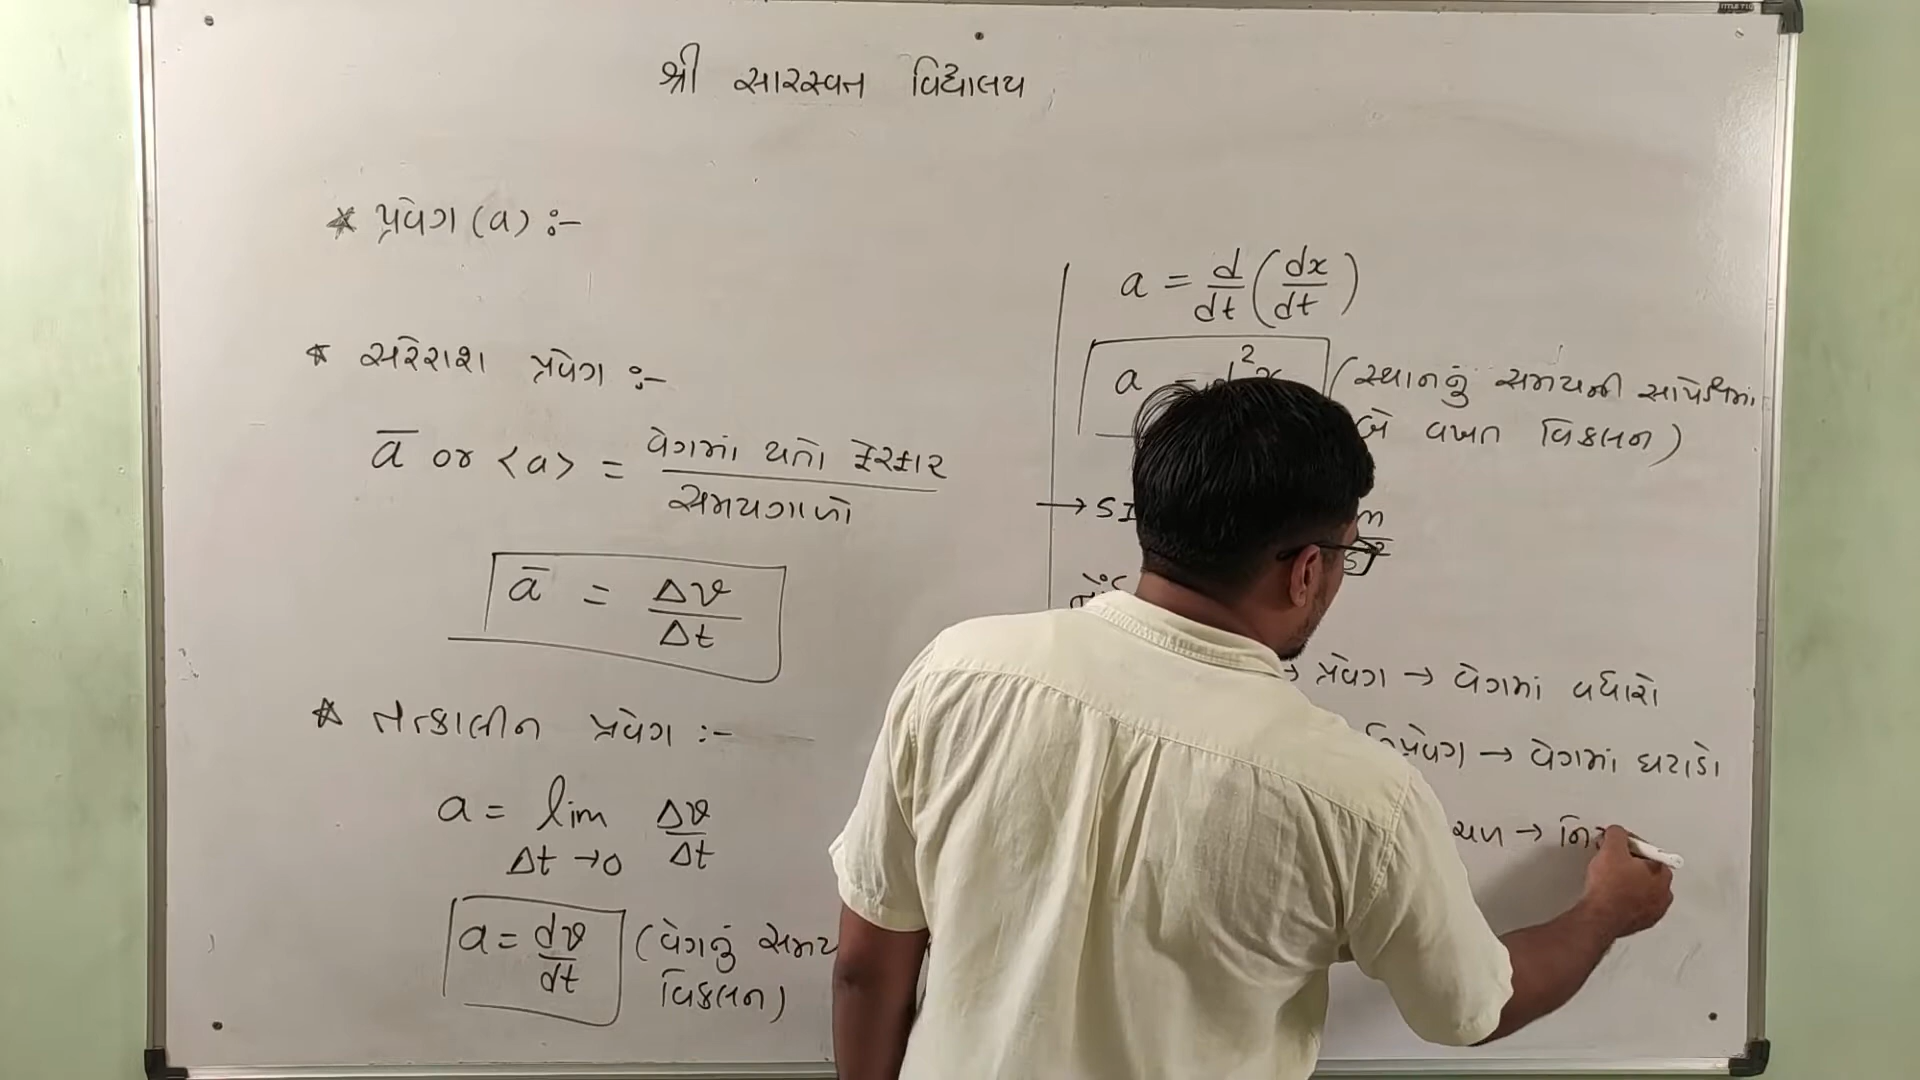 શ્રી સારસ્વત વિદ્યાલય
* પ્રવેગ (a) :-
* સરેરાશ પ્રવેગ :-
a̅ or <a> = વેગમાં થતો ફેરફાર / સમયગાળો
a̅ = Δv / Δt
* તત્કાલીન પ્રવેગ :-
a = lim Δv / Δt
Δt → 0
a = dv / dt (વેગનું સમય
વિકલન)
a = d/dt (dx/dt)
a = d²x (સ્થાનનું સમયની સાપેક્ષમાં
બે વખત વિકલન)
→ SI m / s²
→ પ્રવેગ → વેગમાં વધારો
પ્રતિપ્રવેગ → વેગમાં ઘટાડો